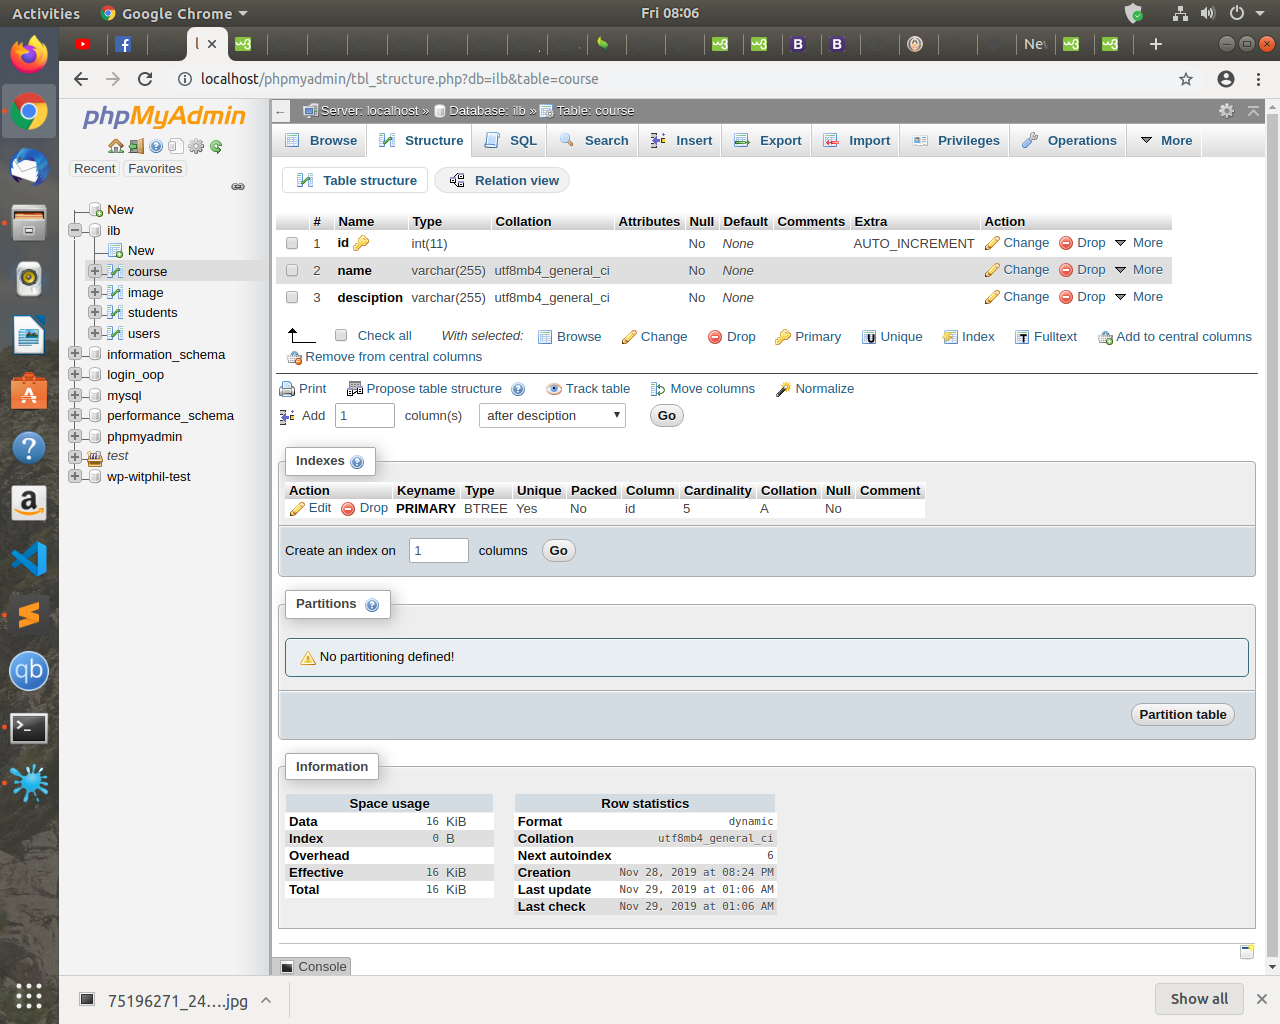 Activities
Google Chrome
Fri 08:06
localhost/phpmyadmin/tbl_structure.php?db=ilb&table=course
phpMyAdmin
Recent Favorites
New
ilb
New
course
image
students
users
information_schema
login_oop
mysql
performance_schema
phpmyadmin
test
wp-witphil-test
Server: localhost » Database: ilb » Table: course
Browse Structure SQL Search Insert Export Import Privileges Operations More
Table structure Relation view
# Name Type Collation Attributes Null Default Comments Extra Action
1 id int(11) No None AUTO_INCREMENT Change Drop More
2 name varchar(255) utf8mb4_general_ci No None Change Drop More
3 desciption varchar(255) utf8mb4_general_ci No None Change Drop More
Check all With selected: Browse Change Drop Primary Unique Index Fulltext Add to central columns
Remove from central columns
Print Propose table structure Track table Move columns Normalize
Add 1 column(s) after desciption Go
Indexes
Action Keyname Type Unique Packed Column Cardinality Collation Null Comment
Edit Drop PRIMARY BTREE Yes No id 5 A No
Create an index on 1 columns Go
Partitions
No partitioning defined!
Partition table
Information
Space usage
Data 16 KiB
Index 0 B
Overhead
Effective 16 KiB
Total 16 KiB
Row statistics
Format dynamic
Collation utf8mb4_general_ci
Next autoindex 6
Creation Nov 28, 2019 at 08:24 PM
Last update Nov 29, 2019 at 01:06 AM
Last check Nov 29, 2019 at 01:06 AM
Console
75196271_24....jpg
Show all